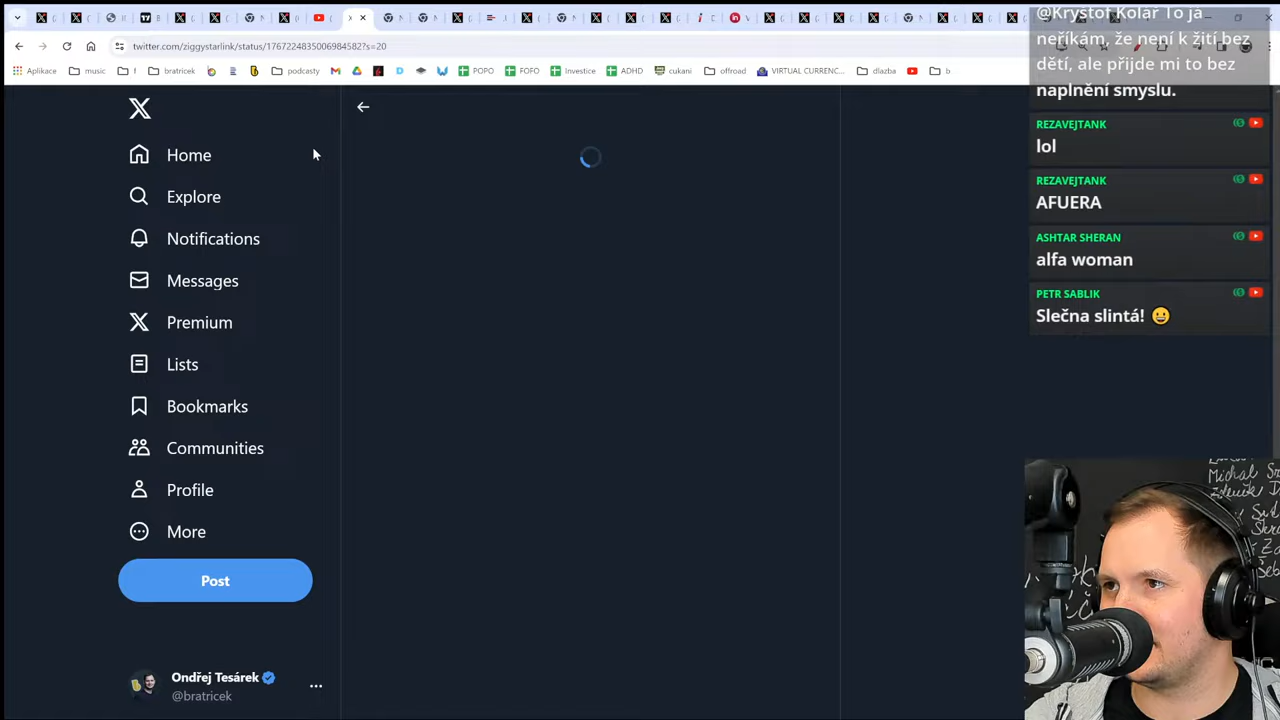 twitter.com/ziggystarlink/status/1767224835006984582?s=20
Aplikace
music
bratricek
podcasty
POPO
FOFO
Investice
ADHD
cukani
offroad
VIRTUAL CURRENC...
dlazba
b
Home
Explore
Notifications
Messages
Premium
Lists
Bookmarks
Communities
Profile
More
Post
Ondřej Tesárek
@bratricek
@Kryštof Kolář To já
neříkám, že není k žití bez
dětí, ale přijde mi to bez
naplnění smyslu.
REZAVEJTANK
lol
REZAVEJTANK
AFUERA
ASHTAR SHERAN
alfa woman
PETR SABLIK
Slečna slintá! 😀
Michal
Zdeněk